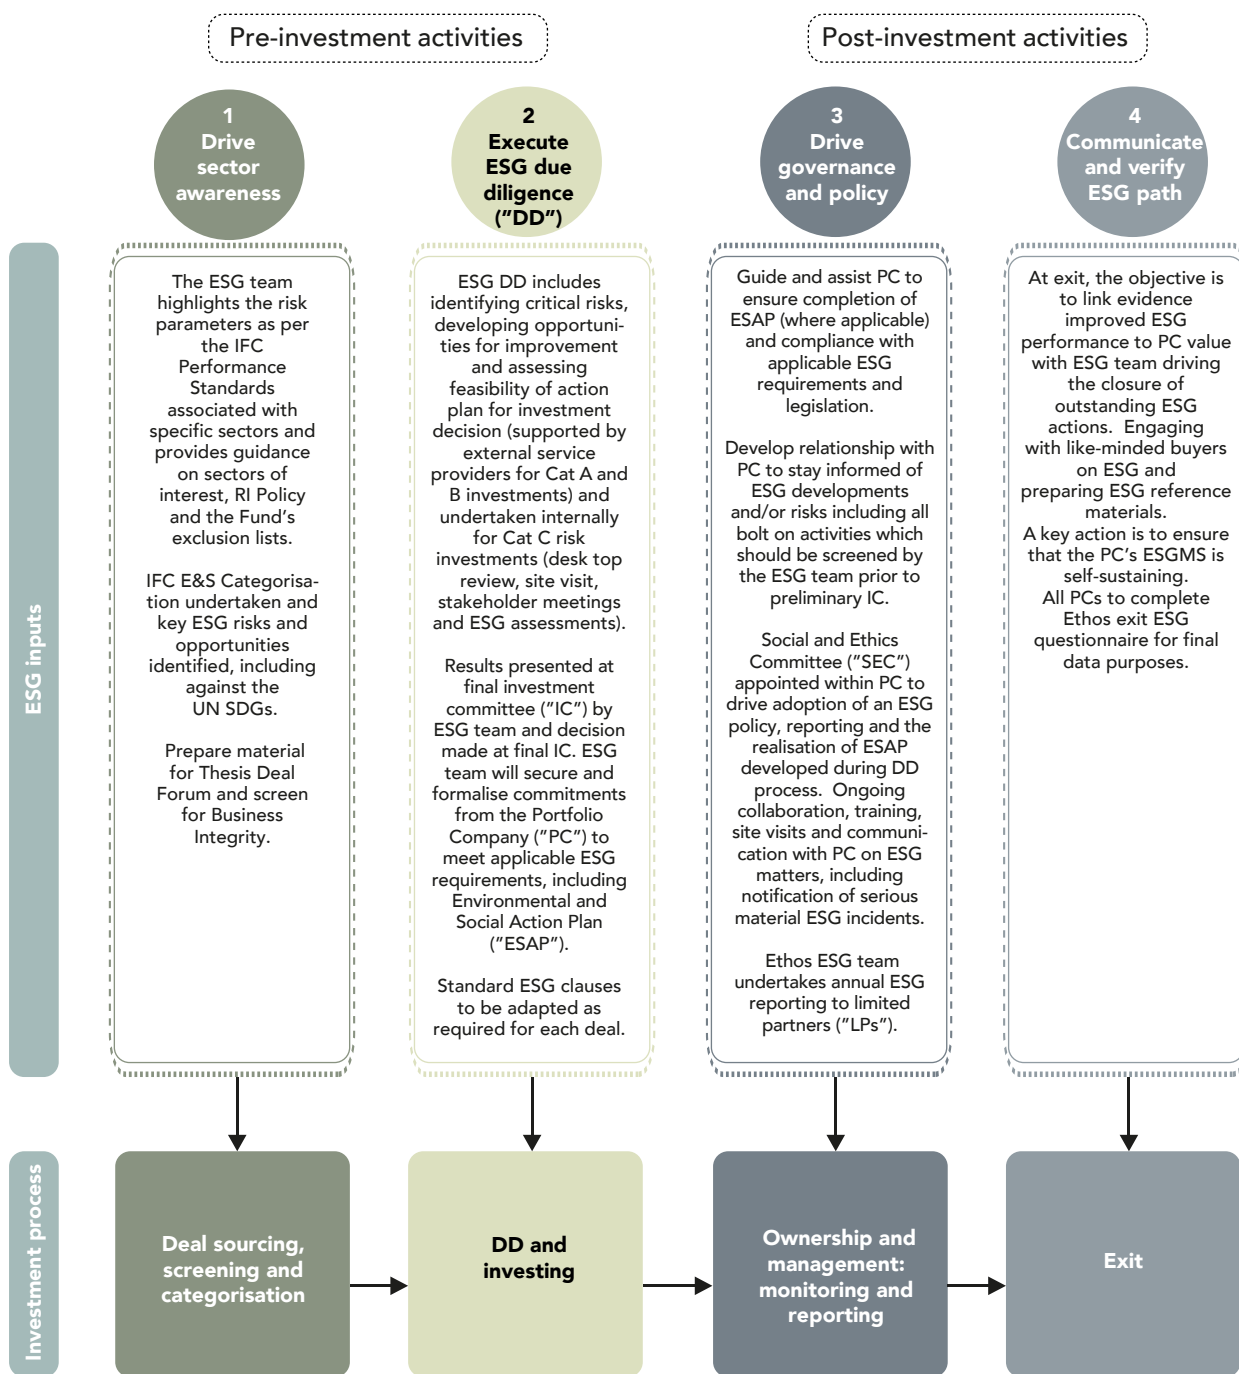 Pre-investment activities
Post-investment activities
1
Drive
sector
awareness
2
Execute
ESG due
diligence
("DD")
3
Drive
governance
and policy
4
Communicate
and verify
ESG path
ESG inputs
The ESG team
highlights the risk
parameters as per
the IFC
Performance
Standards
associated with
specific sectors and
provides guidance
on sectors of
interest, RI Policy
and the Fund's
exclusion lists.
IFC E&S Categorisa-
tion undertaken and
key ESG risks and
opportunities
identified, including
against the
UN SDGs.
Prepare material
for Thesis Deal
Forum and screen
for Business
Integrity.
ESG DD includes
identifying critical risks,
developing opportuni-
ties for improvement
and assessing
feasibility of action
plan for investment
decision (supported by
external service
providers for Cat A and
B investments) and
undertaken internally
for Cat C risk
investments (desk top
review, site visit,
stakeholder meetings
and ESG assessments).
Results presented at
final investment
committee ("IC") by
ESG team and decision
made at final IC. ESG
team will secure and
formalise commitments
from the Portfolio
Company ("PC") to
meet applicable ESG
requirements, including
Environmental and
Social Action Plan
("ESAP").
Standard ESG clauses
to be adapted as
required for each deal.
Guide and assist PC to
ensure completion of
ESAP (where applicable)
and compliance with
applicable ESG
requirements and
legislation.
Develop relationship with
PC to stay informed of
ESG developments
and/or risks including all
bolt on activities which
should be screened by
the ESG team prior to
preliminary IC.
Social and Ethics
Committee ("SEC")
appointed within PC to
drive adoption of an ESG
policy, reporting and the
realisation of ESAP
developed during DD
process.  Ongoing
collaboration, training,
site visits and communi-
cation with PC on ESG
matters, including
notification of serious
material ESG incidents.
Ethos ESG team
undertakes annual ESG
reporting to limited
partners ("LPs").
At exit, the objective is
to link evidence
improved ESG
performance to PC value
with ESG team driving
the closure of
outstanding ESG
actions.  Engaging
with like-minded buyers
on ESG and
preparing ESG reference
materials.
A key action is to ensure
that the PC's ESGMS is
self-sustaining.
All PCs to complete
Ethos exit ESG
questionnaire for final
data purposes.
Investment process
Deal sourcing,
screening and
categorisation
DD and
investing
Ownership and
management:
monitoring and
reporting
Exit